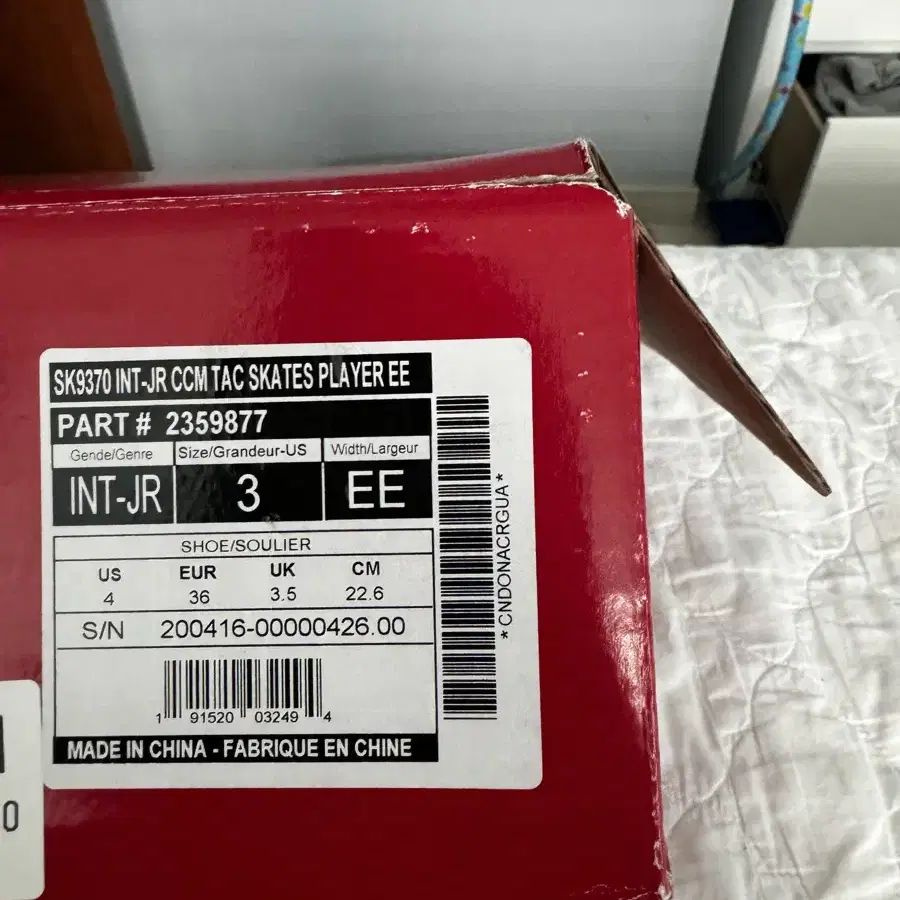 SK9370 INT-JR CCM TAC SKATES PLAYER EE
PART # 2359877
Gende/Genre Size/Grandeur-US Width/Largeur
INT-JR 3 EE
SHOE/SOULIER
US EUR UK CM
4 36 3.5 22.6
S/N 200416-00000426.00
1 91520 03249 4
MADE IN CHINA - FABRIQUE EN CHINE
*CNDONACRGUA*
0